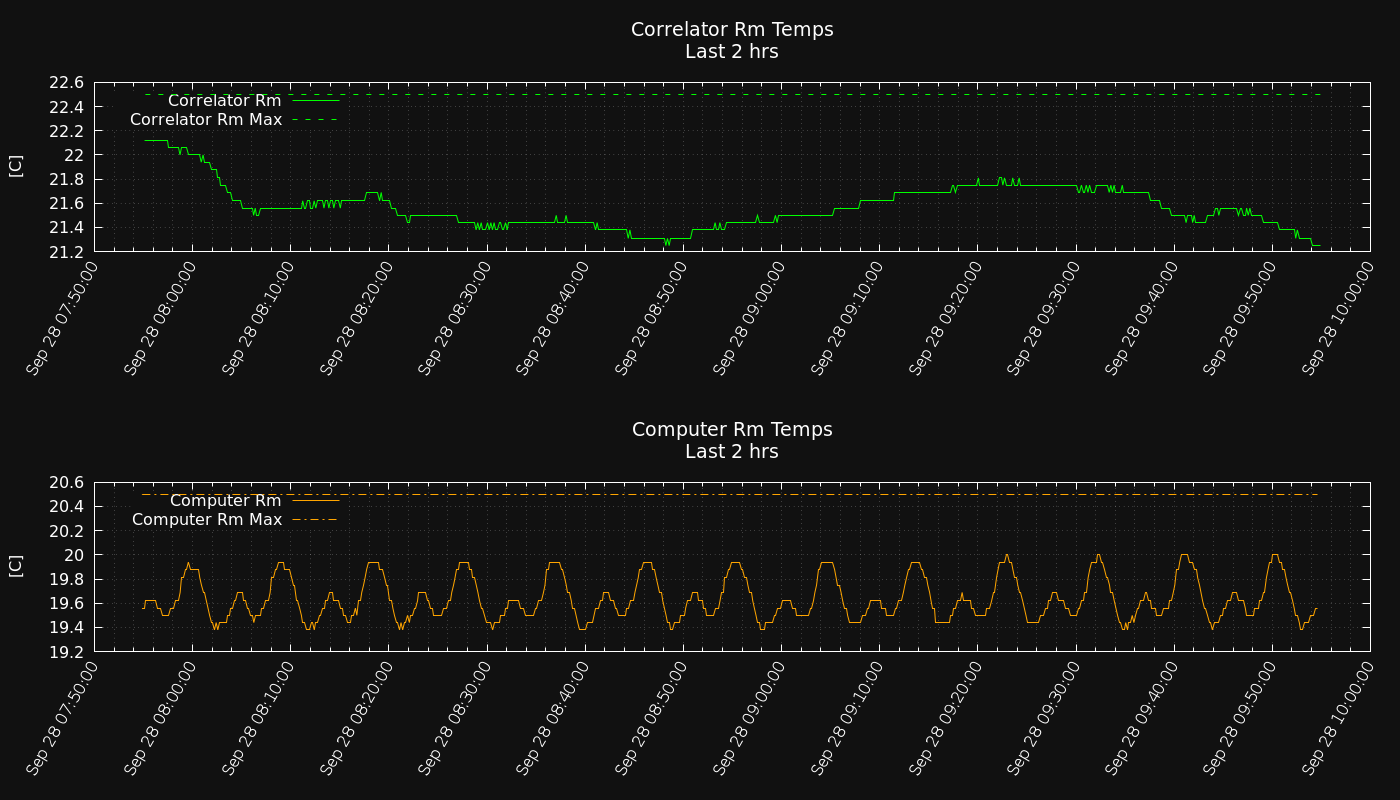 Correlator Rm Temps
Last 2 hrs
[C]
22.6
22.4
22.2
22
21.8
21.6
21.4
21.2
Correlator Rm
Correlator Rm Max
Sep 28 07:50:00
Sep 28 08:00:00
Sep 28 08:10:00
Sep 28 08:20:00
Sep 28 08:30:00
Sep 28 08:40:00
Sep 28 08:50:00
Sep 28 09:00:00
Sep 28 09:10:00
Sep 28 09:20:00
Sep 28 09:30:00
Sep 28 09:40:00
Sep 28 09:50:00
Sep 28 10:00:00
Computer Rm Temps
Last 2 hrs
[C]
20.6
20.4
20.2
20
19.8
19.6
19.4
19.2
Computer Rm
Computer Rm Max
Sep 28 07:50:00
Sep 28 08:00:00
Sep 28 08:10:00
Sep 28 08:20:00
Sep 28 08:30:00
Sep 28 08:40:00
Sep 28 08:50:00
Sep 28 09:00:00
Sep 28 09:10:00
Sep 28 09:20:00
Sep 28 09:30:00
Sep 28 09:40:00
Sep 28 09:50:00
Sep 28 10:00:00